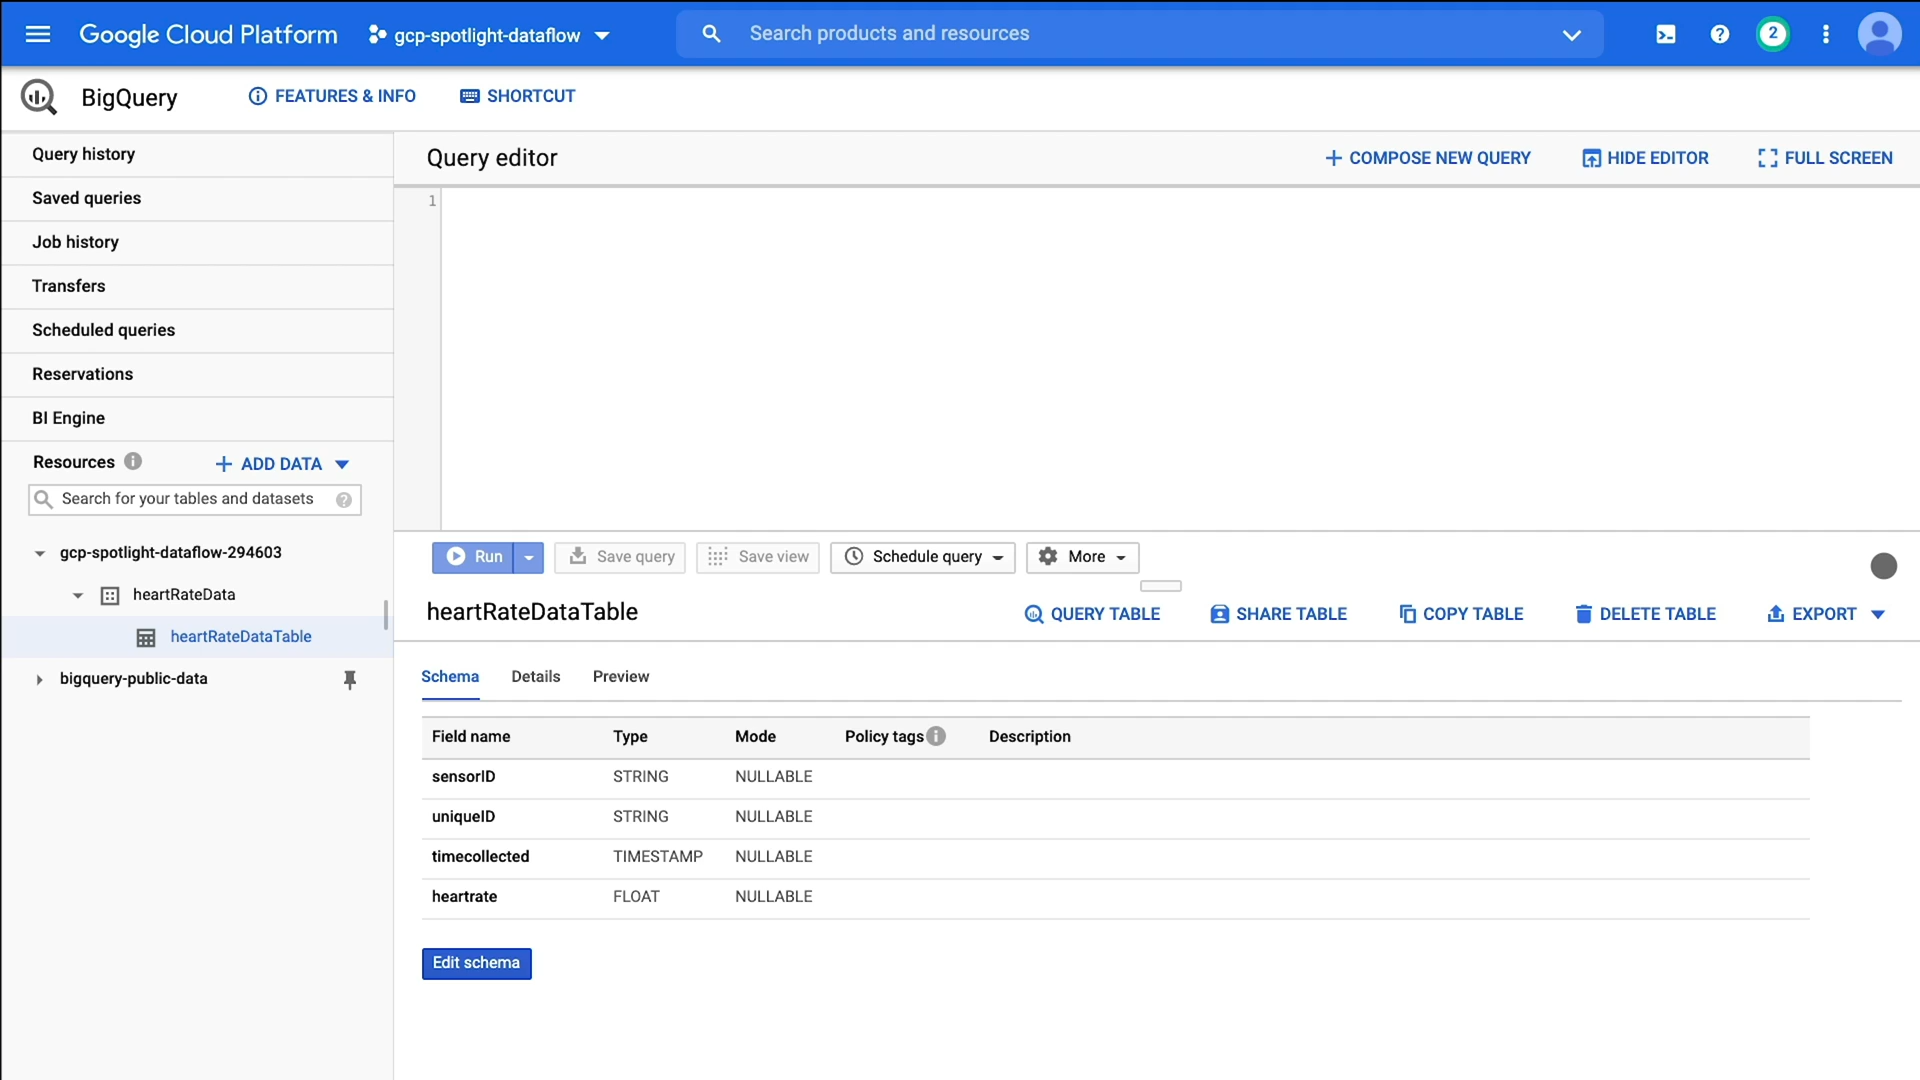 Google Cloud Platform
gcp-spotlight-dataflow
Search products and resources
?
2
BigQuery
FEATURES & INFO
SHORTCUT
Query history
Saved queries
Job history
Transfers
Scheduled queries
Reservations
BI Engine
Resources
ADD DATA
Search for your tables and datasets
gcp-spotlight-dataflow-294603
heartRateData
heartRateDataTable
bigquery-public-data
Query editor
COMPOSE NEW QUERY
HIDE EDITOR
FULL SCREEN
1
Run
Save query
Save view
Schedule query
More
heartRateDataTable
QUERY TABLE
SHARE TABLE
COPY TABLE
DELETE TABLE
EXPORT
Schema Details Preview
Field name Type Mode Policy tags Description
sensorID STRING NULLABLE
uniqueID STRING NULLABLE
timecollected TIMESTAMP NULLABLE
heartrate FLOAT NULLABLE
Edit schema